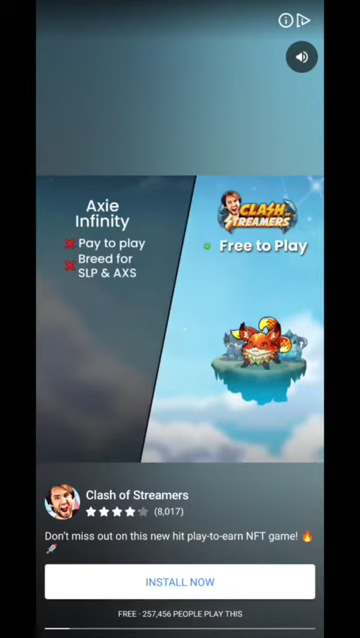 Axie
Infinity
Pay to play
Breed for
SLP & AXS
CLASH OF
STREAMERS
Free to Play
Clash of Streamers
(8,017)
Don't miss out on this new hit play-to-earn NFT game! 🔥
🚀
INSTALL NOW
FREE · 257,456 PEOPLE PLAY THIS